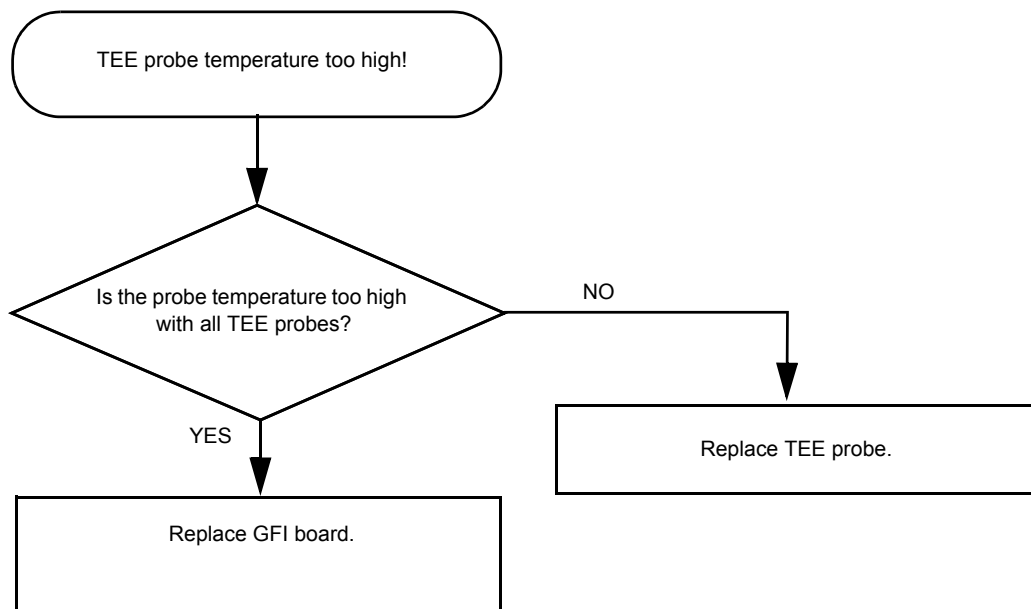 TEE probe temperature too high!
Is the probe temperature too high
with all TEE probes?
NO
YES
Replace TEE probe.
Replace GFI board.